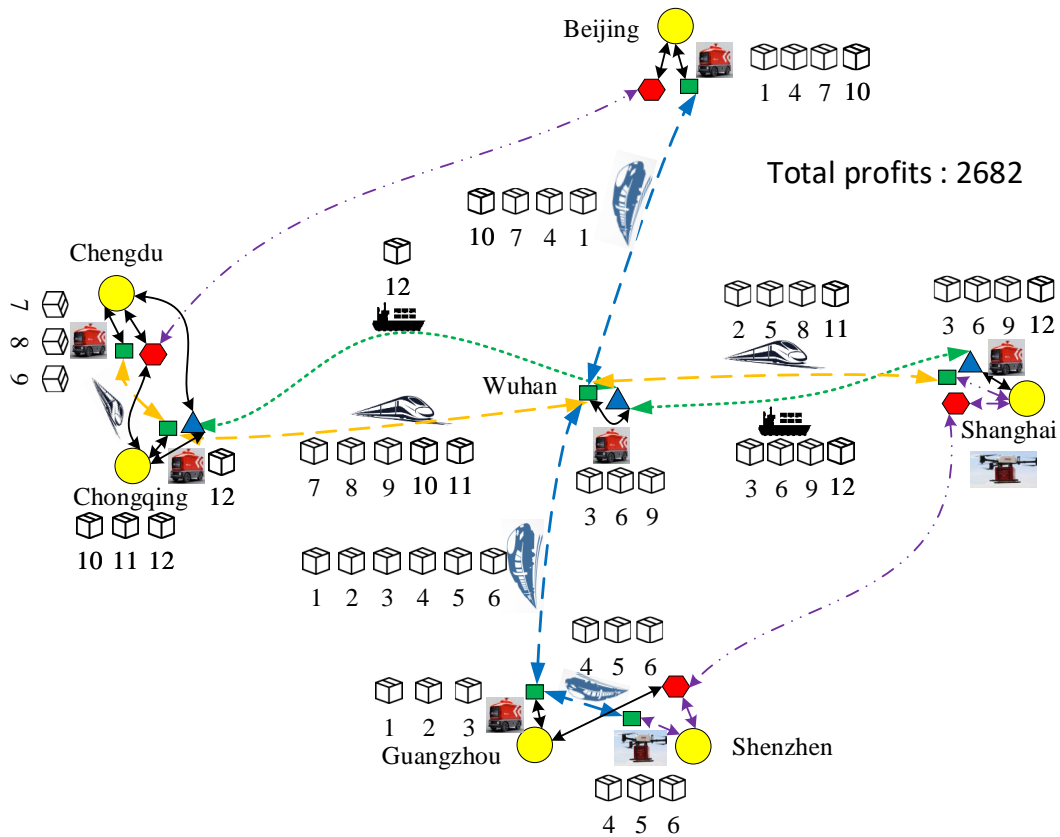 Beijing
1 4 7 10
Total profits : 2682
10 7 4 1
Chengdu
7 8 9
12
2 5 8 11
3 6 9 12
Wuhan
Shanghai
Chongqing
12
10 11 12
7 8 9 10 11
3 6 9
3 6 9 12
1 2 3 4 5 6
4 5 6
1 2 3
Guangzhou
Shenzhen
4 5 6